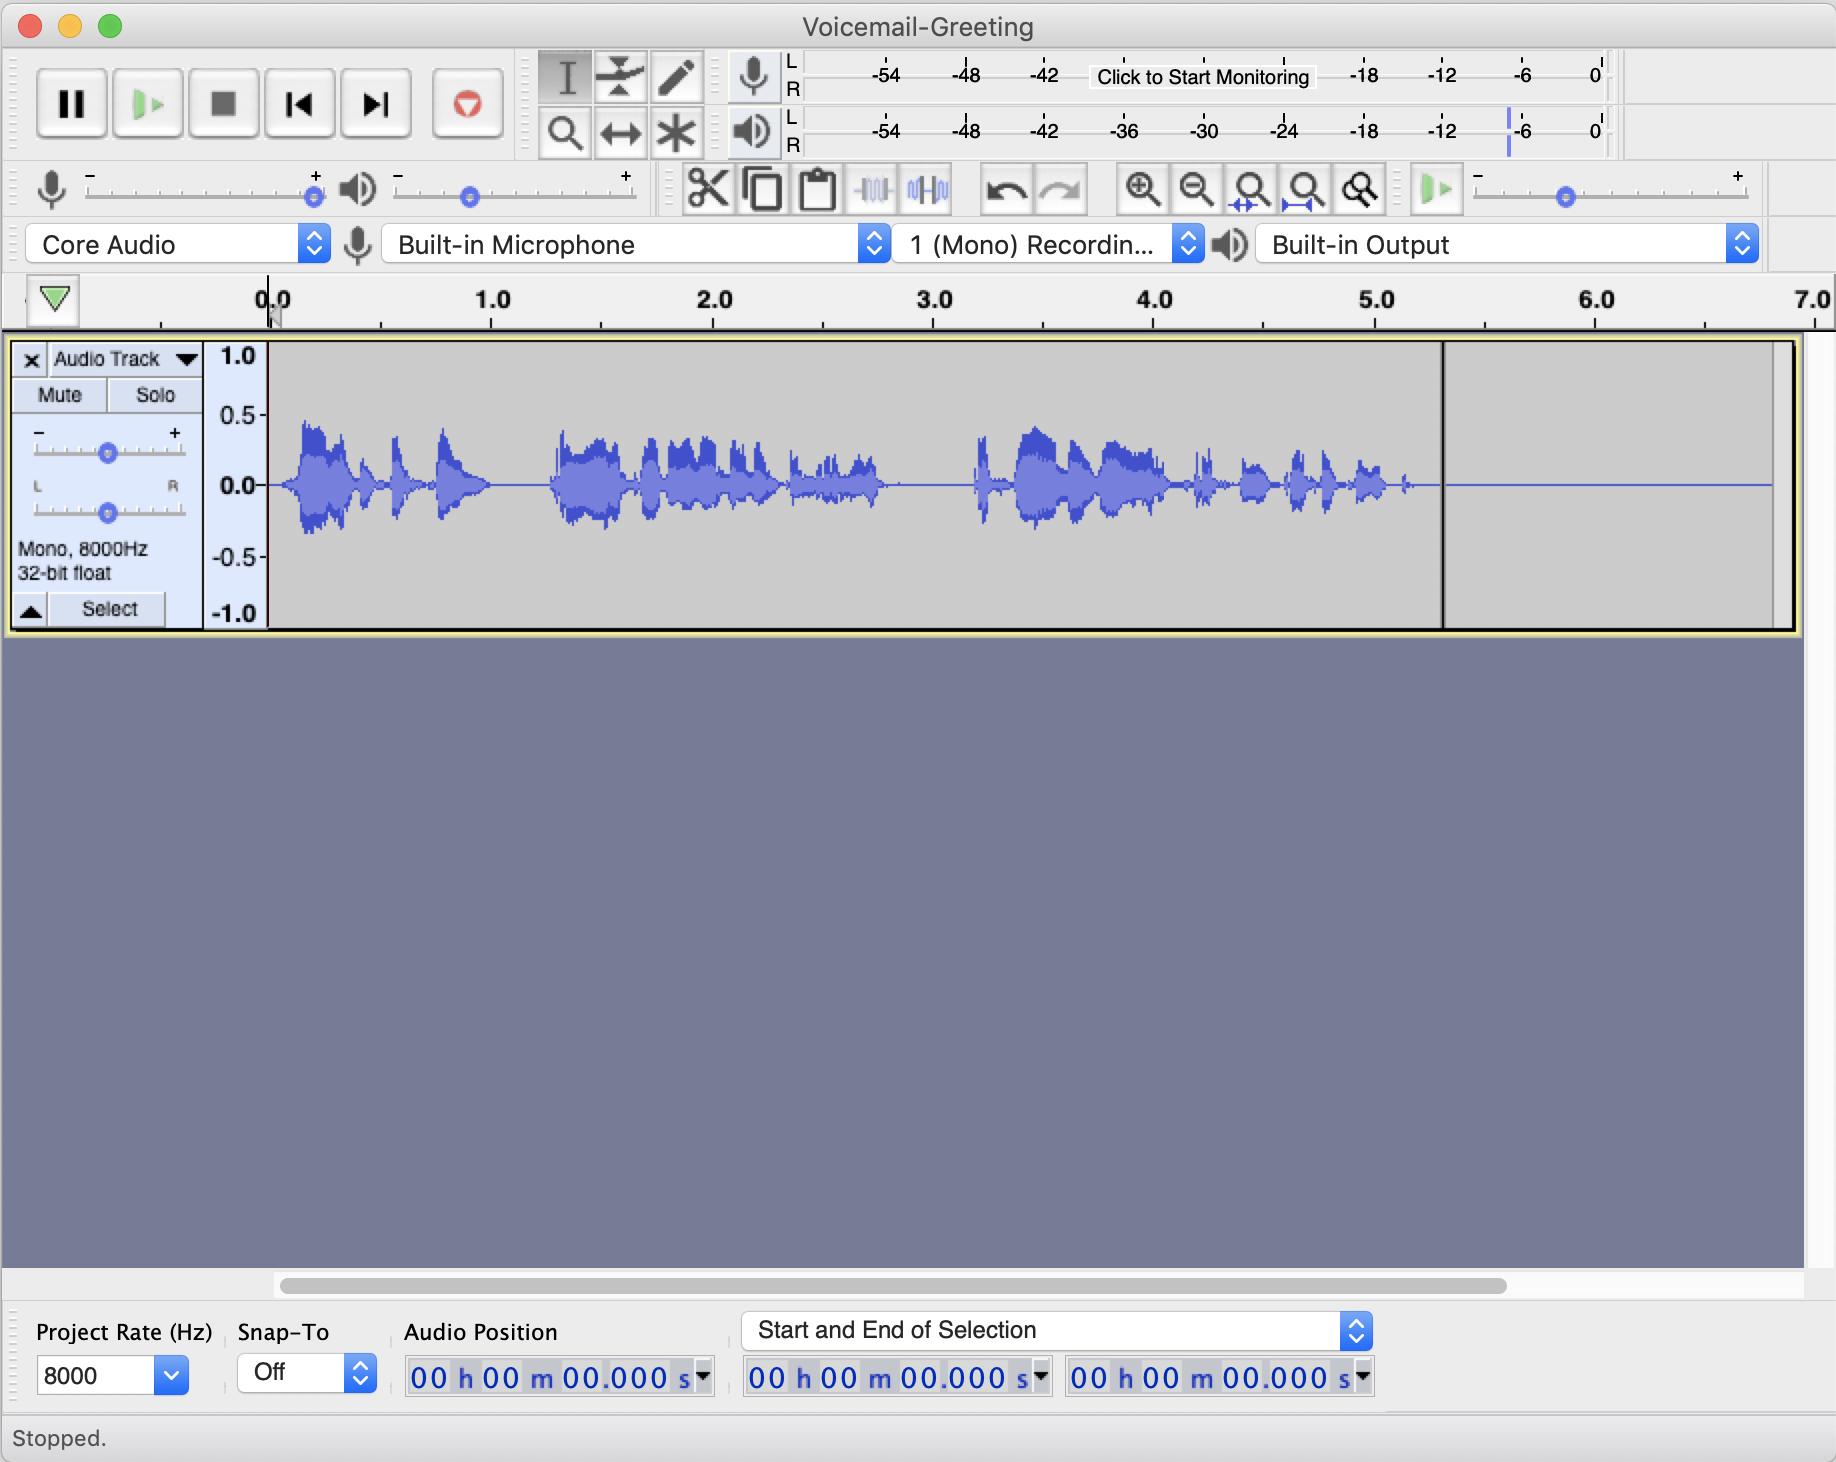 Voicemail-Greeting
L
R
-54 -48 -42 Click to Start Monitoring -18 -12 -6 0
L
R
-54 -48 -42 -36 -30 -24 -18 -12 -6 0
- + - + - +
Core Audio Built-in Microphone 1 (Mono) Recordin... Built-in Output
0.0 1.0 2.0 3.0 4.0 5.0 6.0 7.0
x Audio Track
Mute Solo
- +
L R
Mono, 8000Hz
32-bit float
Select
1.0
0.5
0.0
-0.5
-1.0
Project Rate (Hz) Snap-To Audio Position Start and End of Selection
8000 Off 00 h 00 m 00.000 s 00 h 00 m 00.000 s 00 h 00 m 00.000 s
Stopped.